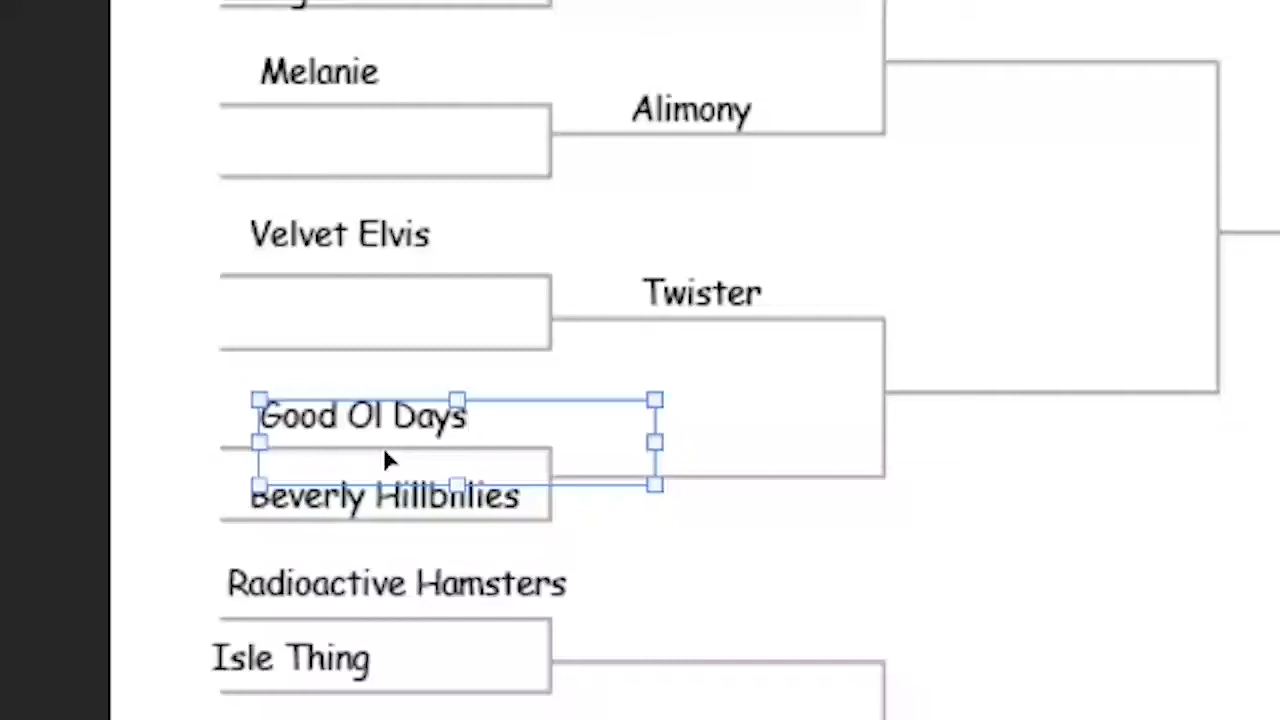 Melanie
Alimony
Velvet Elvis
Twister
Good Ol Days
Beverly Hillbillies
Radioactive Hamsters
Isle Thing